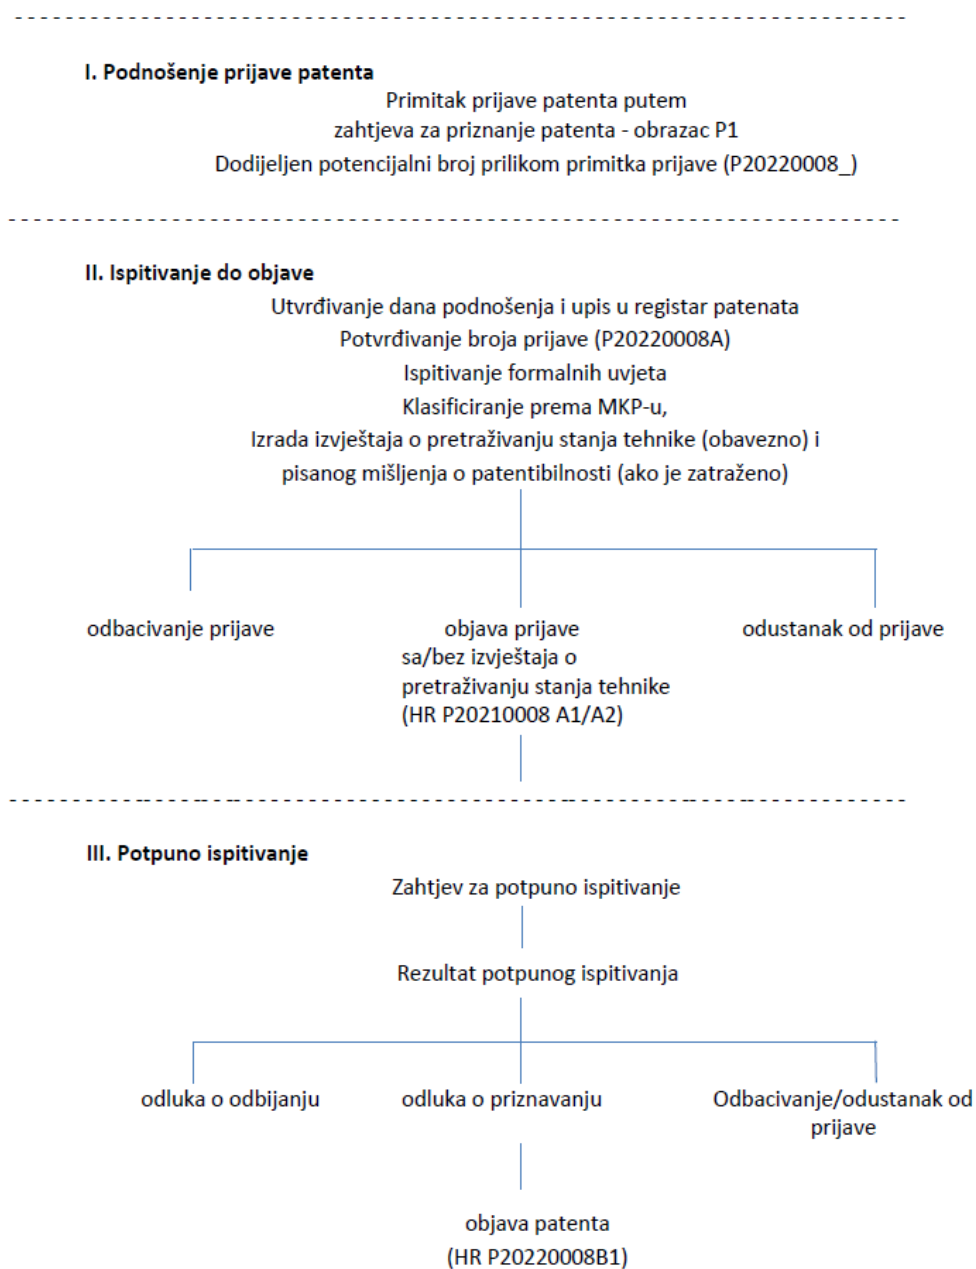 I. Podnošenje prijave patenta
Primitak prijave patenta putem
zahtjeva za priznanje patenta - obrazac P1
Dodijeljen potencijalni broj prilikom primitka prijave (P20220008_)
II. Ispitivanje do objave
Utvrđivanje dana podnošenja i upis u registar patenata
Potvrđivanje broja prijave (P20220008A)
Ispitivanje formalnih uvjeta
Klasificiranje prema MKP-u,
Izrada izvještaja o pretraživanju stanja tehnike (obavezno) i
pisanog mišljenja o patentibilnosti (ako je zatraženo)
odbacivanje prijave
objava prijave
sa/bez izvještaja o
pretraživanju stanja tehnike
(HR P20210008 A1/A2)
odustanak od prijave
III. Potpuno ispitivanje
Zahtjev za potpuno ispitivanje
Rezultat potpunog ispitivanja
odluka o odbijanju
odluka o priznavanju
Odbacivanje/odustanak od
prijave
objava patenta
(HR P20220008B1)